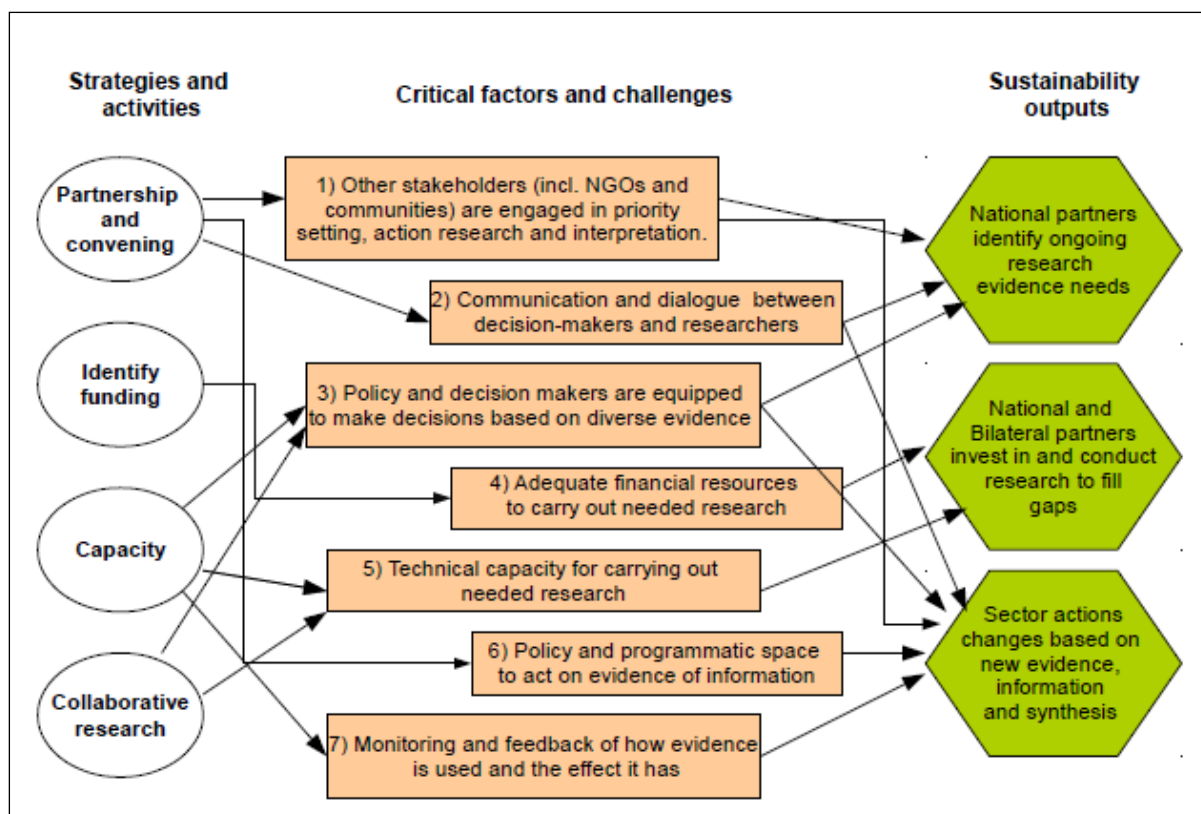 Strategies and
activities
Critical factors and challenges
Sustainability
outputs
Partnership
and
convening
Identify
funding
Capacity
Collaborative
research
1) Other stakeholders (incl. NGOs and
communities) are engaged in priority
setting, action research and interpretation.
2) Communication and dialogue between
decision-makers and researchers
3) Policy and decision makers are equipped
to make decisions based on diverse evidence
4) Adequate financial resources
to carry out needed research
5) Technical capacity for carrying out
needed research
6) Policy and programmatic space
to act on evidence of information
7) Monitoring and feedback of how evidence
is used and the effect it has
National partners
identify ongoing
research
evidence needs
National and
Bilateral partners
invest in and conduct
research to fill
gaps
Sector actions
changes based on
new evidence,
information
and synthesis